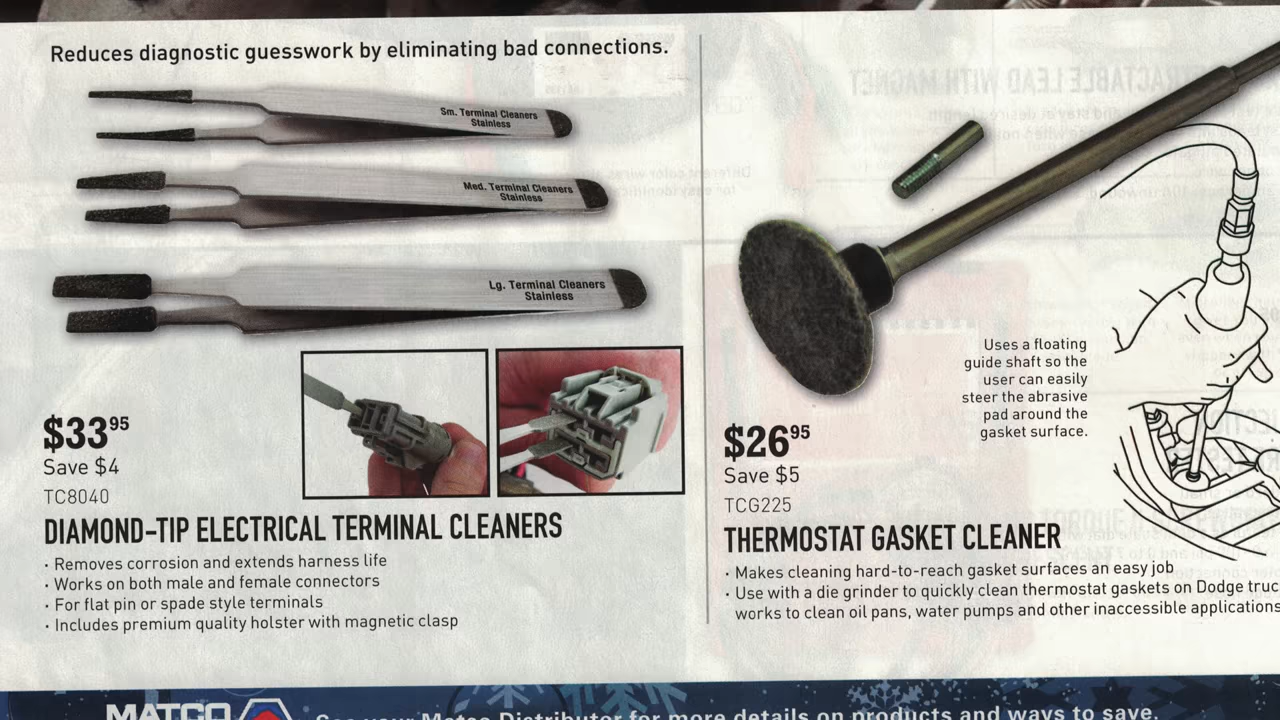 Reduces diagnostic guesswork by eliminating bad connections.
Sm. Terminal Cleaners
Stainless
Med. Terminal Cleaners
Stainless
Lg. Terminal Cleaners
Stainless
$33 95
Save $4
TC8040
DIAMOND-TIP ELECTRICAL TERMINAL CLEANERS
· Removes corrosion and extends harness life
· Works on both male and female connectors
· For flat pin or spade style terminals
· Includes premium quality holster with magnetic clasp
Uses a floating
guide shaft so the
user can easily
steer the abrasive
pad around the
gasket surface.
$26 95
Save $5
TCG225
THERMOSTAT GASKET CLEANER
· Makes cleaning hard-to-reach gasket surfaces an easy job
· Use with a die grinder to quickly clean thermostat gaskets on Dodge truc
works to clean oil pans, water pumps and other inaccessible applications
MATCO
See your Matco Distributor for more details on products and ways to save.